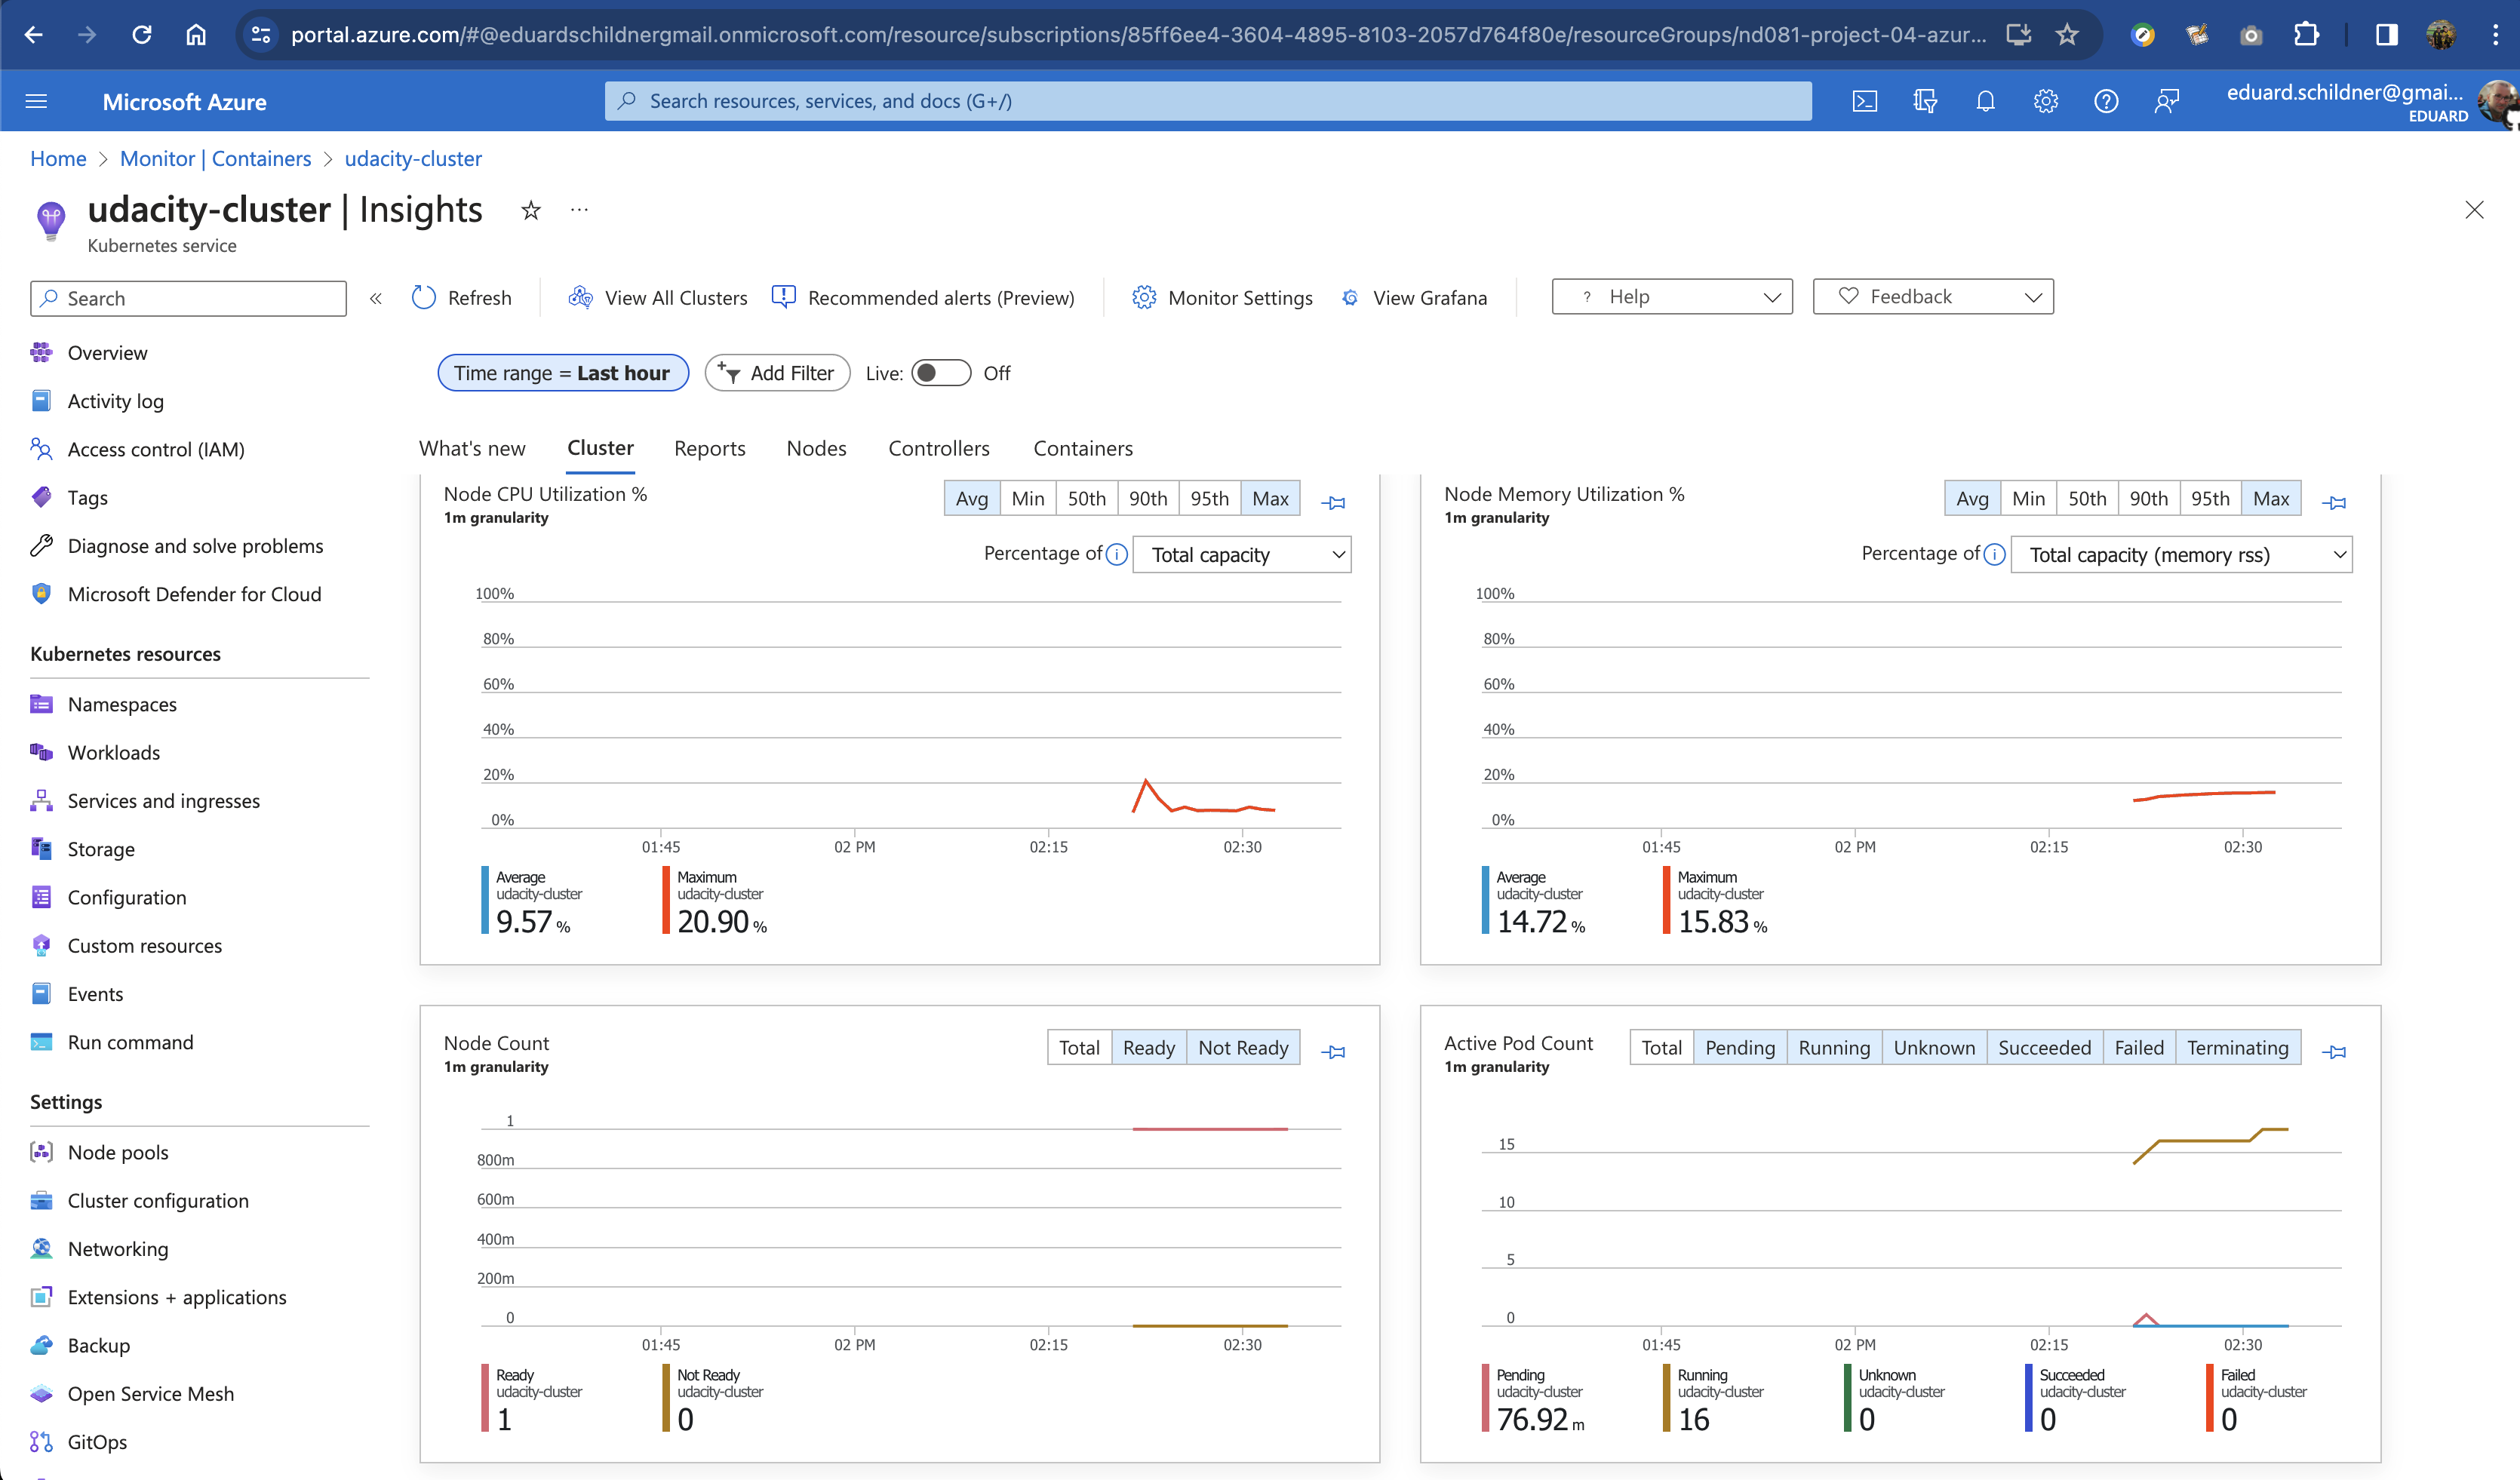 portal.azure.com/#@eduardschildnergmail.onmicrosoft.com/resource/subscriptions/85ff6ee4-3604-4895-8103-2057d764f80e/resourceGroups/nd081-project-04-azur...
Microsoft Azure
Search resources, services, and docs (G+/)
eduard.schildner@gmai...
EDUARD
Home > Monitor | Containers > udacity-cluster
udacity-cluster | Insights
Kubernetes service
Search
Refresh
View All Clusters
Recommended alerts (Preview)
Monitor Settings
View Grafana
? Help
Feedback
Overview
Activity log
Access control (IAM)
Tags
Diagnose and solve problems
Microsoft Defender for Cloud
Kubernetes resources
Namespaces
Workloads
Services and ingresses
Storage
Configuration
Custom resources
Events
Run command
Settings
Node pools
Cluster configuration
Networking
Extensions + applications
Backup
Open Service Mesh
GitOps
Time range = Last hour
Add Filter
Live:
Off
What's new
Cluster
Reports
Nodes
Controllers
Containers
Node CPU Utilization %
1m granularity
Avg Min 50th 90th 95th Max
Percentage of Total capacity
100%
80%
60%
40%
20%
0%
01:45 02 PM 02:15 02:30
Average
udacity-cluster
9.57 %
Maximum
udacity-cluster
20.90 %
Node Memory Utilization %
1m granularity
Avg Min 50th 90th 95th Max
Percentage of Total capacity (memory rss)
100%
80%
60%
40%
20%
0%
01:45 02 PM 02:15 02:30
Average
udacity-cluster
14.72 %
Maximum
udacity-cluster
15.83 %
Node Count
1m granularity
Total Ready Not Ready
1
800m
600m
400m
200m
0
01:45 02 PM 02:15 02:30
Ready
udacity-cluster
1
Not Ready
udacity-cluster
0
Active Pod Count
1m granularity
Total Pending Running Unknown Succeeded Failed Terminating
15
10
5
0
01:45 02 PM 02:15 02:30
Pending
udacity-cluster
76.92 m
Running
udacity-cluster
16
Unknown
udacity-cluster
0
Succeeded
udacity-cluster
0
Failed
udacity-cluster
0